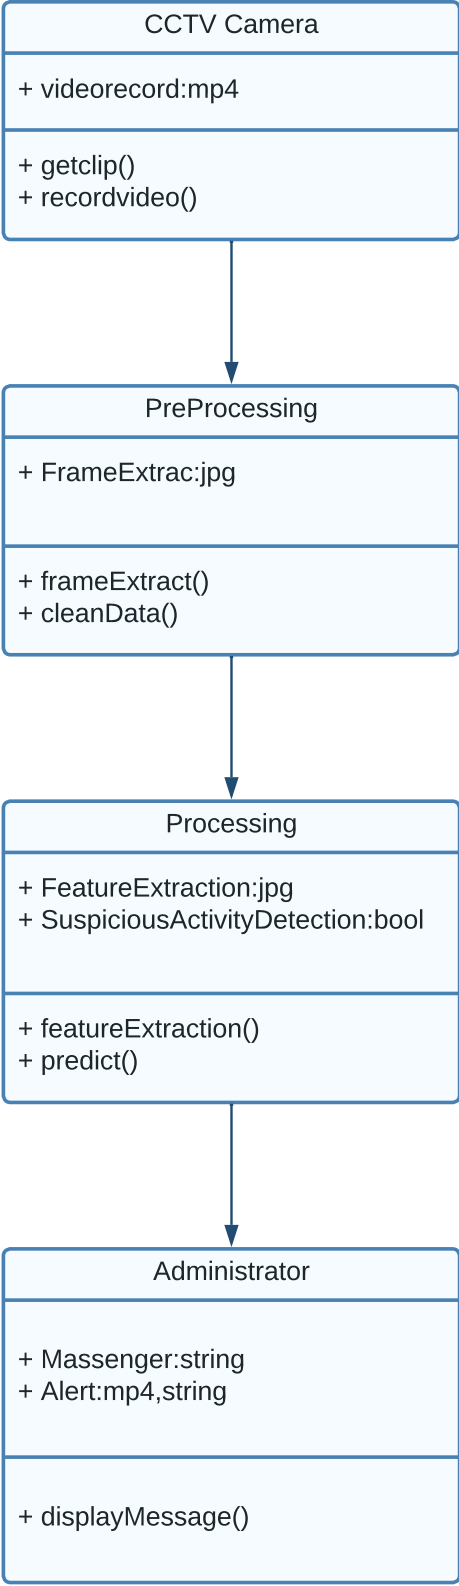 CCTV Camera
+ videorecord:mp4
+ getclip()
+ recordvideo()
PreProcessing
+ FrameExtrac:jpg
+ frameExtract()
+ cleanData()
Processing
+ FeatureExtraction:jpg
+ SuspiciousActivityDetection:bool
+ featureExtraction()
+ predict()
Administrator
+ Massenger:string
+ Alert:mp4,string
+ displayMessage()